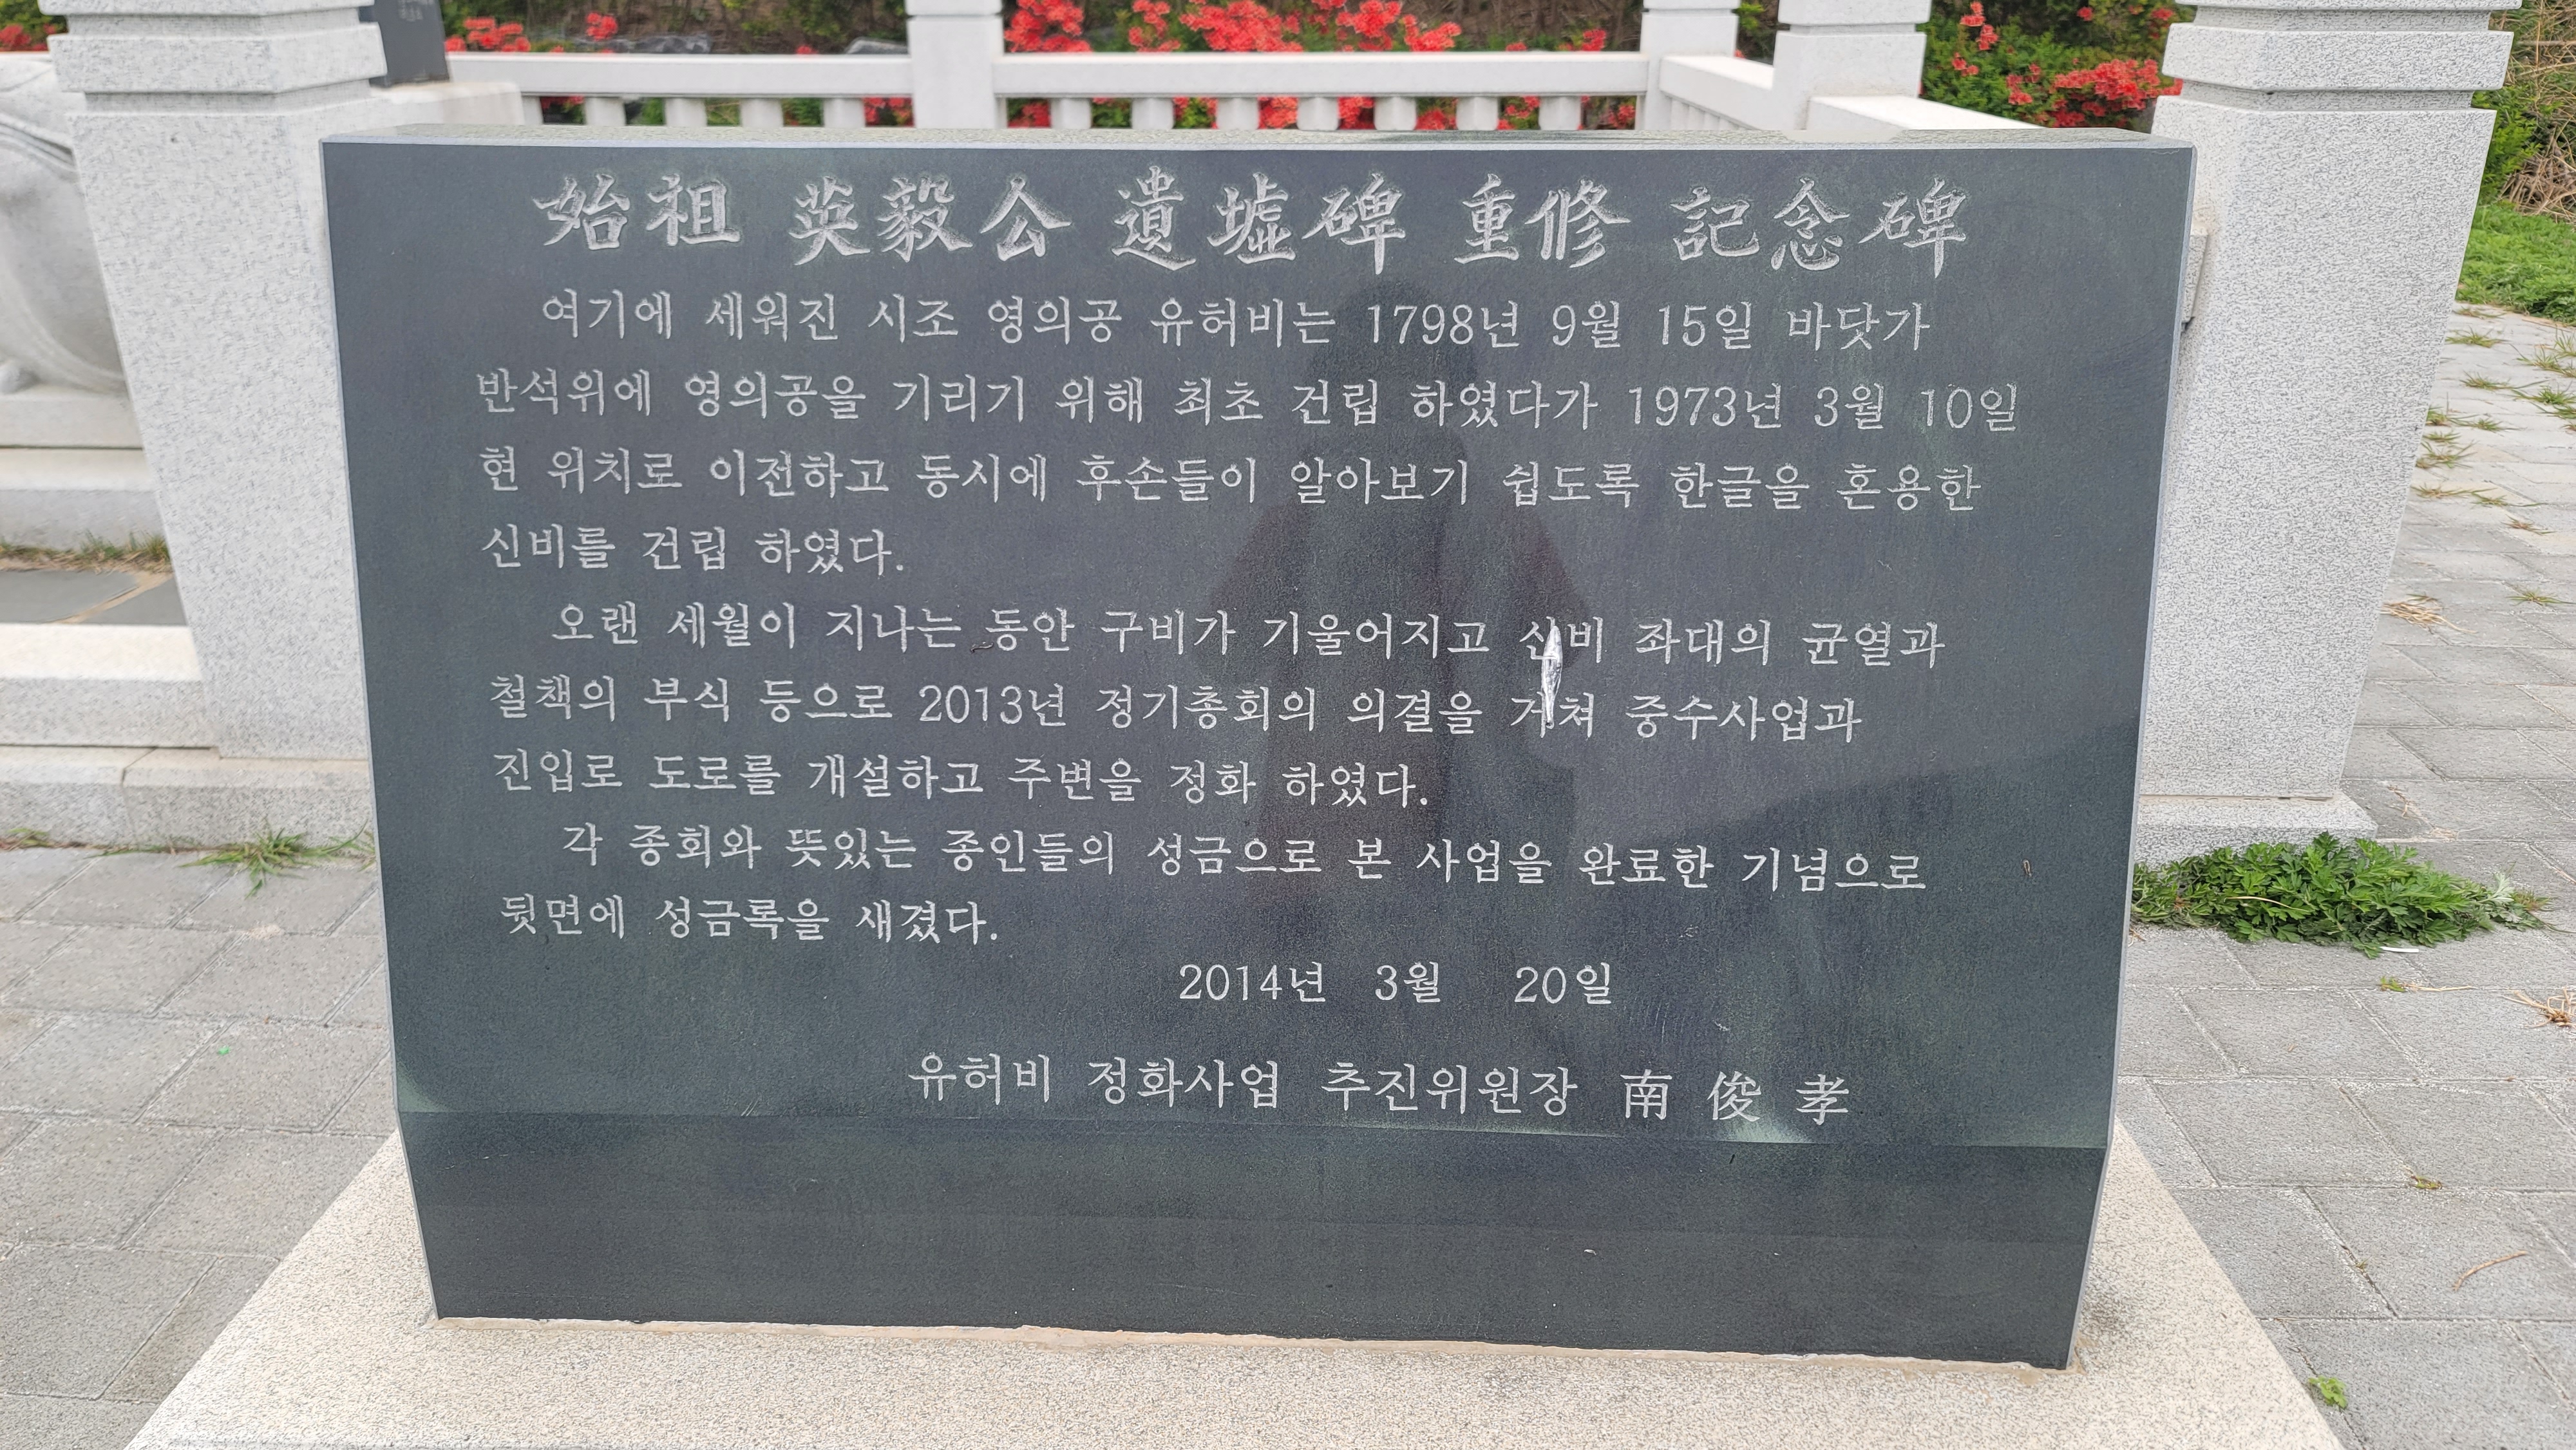 始祖 英毅公 遺墟碑 重修 記念碑
여기에 세워진 시조 영의공 유허비는 1798년 9월 15일 바닷가
반석위에 영의공을 기리기 위해 최초 건립 하였다가 1973년 3월 10일
현 위치로 이전하고 동시에 후손들이 알아보기 쉽도록 한글을 혼용한
신비를 건립 하였다.
오랜 세월이 지나는 동안 구비가 기울어지고 신비 좌대의 균열과
철책의 부식 등으로 2013년 정기총회의 의결을 거쳐 중수사업과
진입로 도로를 개설하고 주변을 정화 하였다.
각 종회와 뜻있는 종인들의 성금으로 본 사업을 완료한 기념으로
뒷면에 성금록을 새겼다.
2014년 3월 20일
유허비 정화사업 추진위원장 南 俊 孝